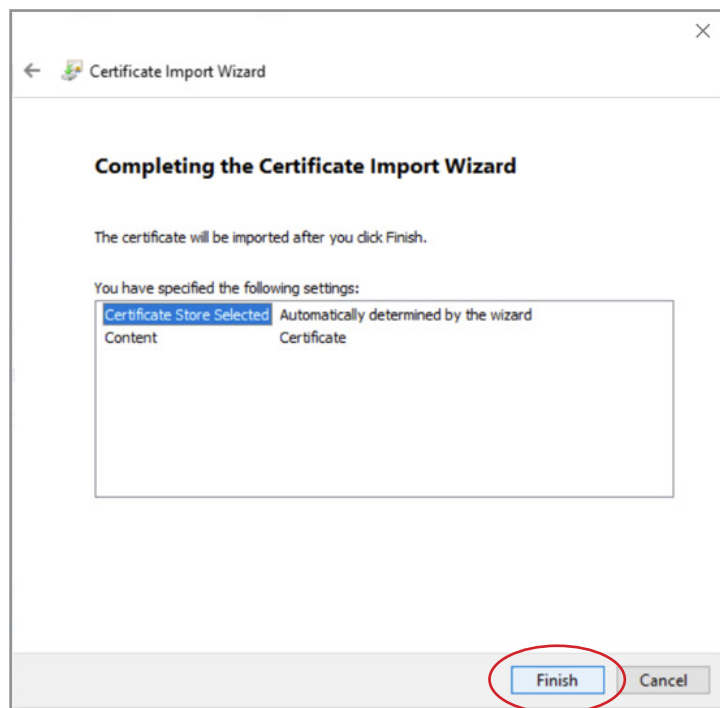 Certificate Import Wizard
Completing the Certificate Import Wizard
The certificate will be imported after you click Finish.
You have specified the following settings:
Certificate Store Selected Automatically determined by the wizard
Content Certificate
Finish Cancel